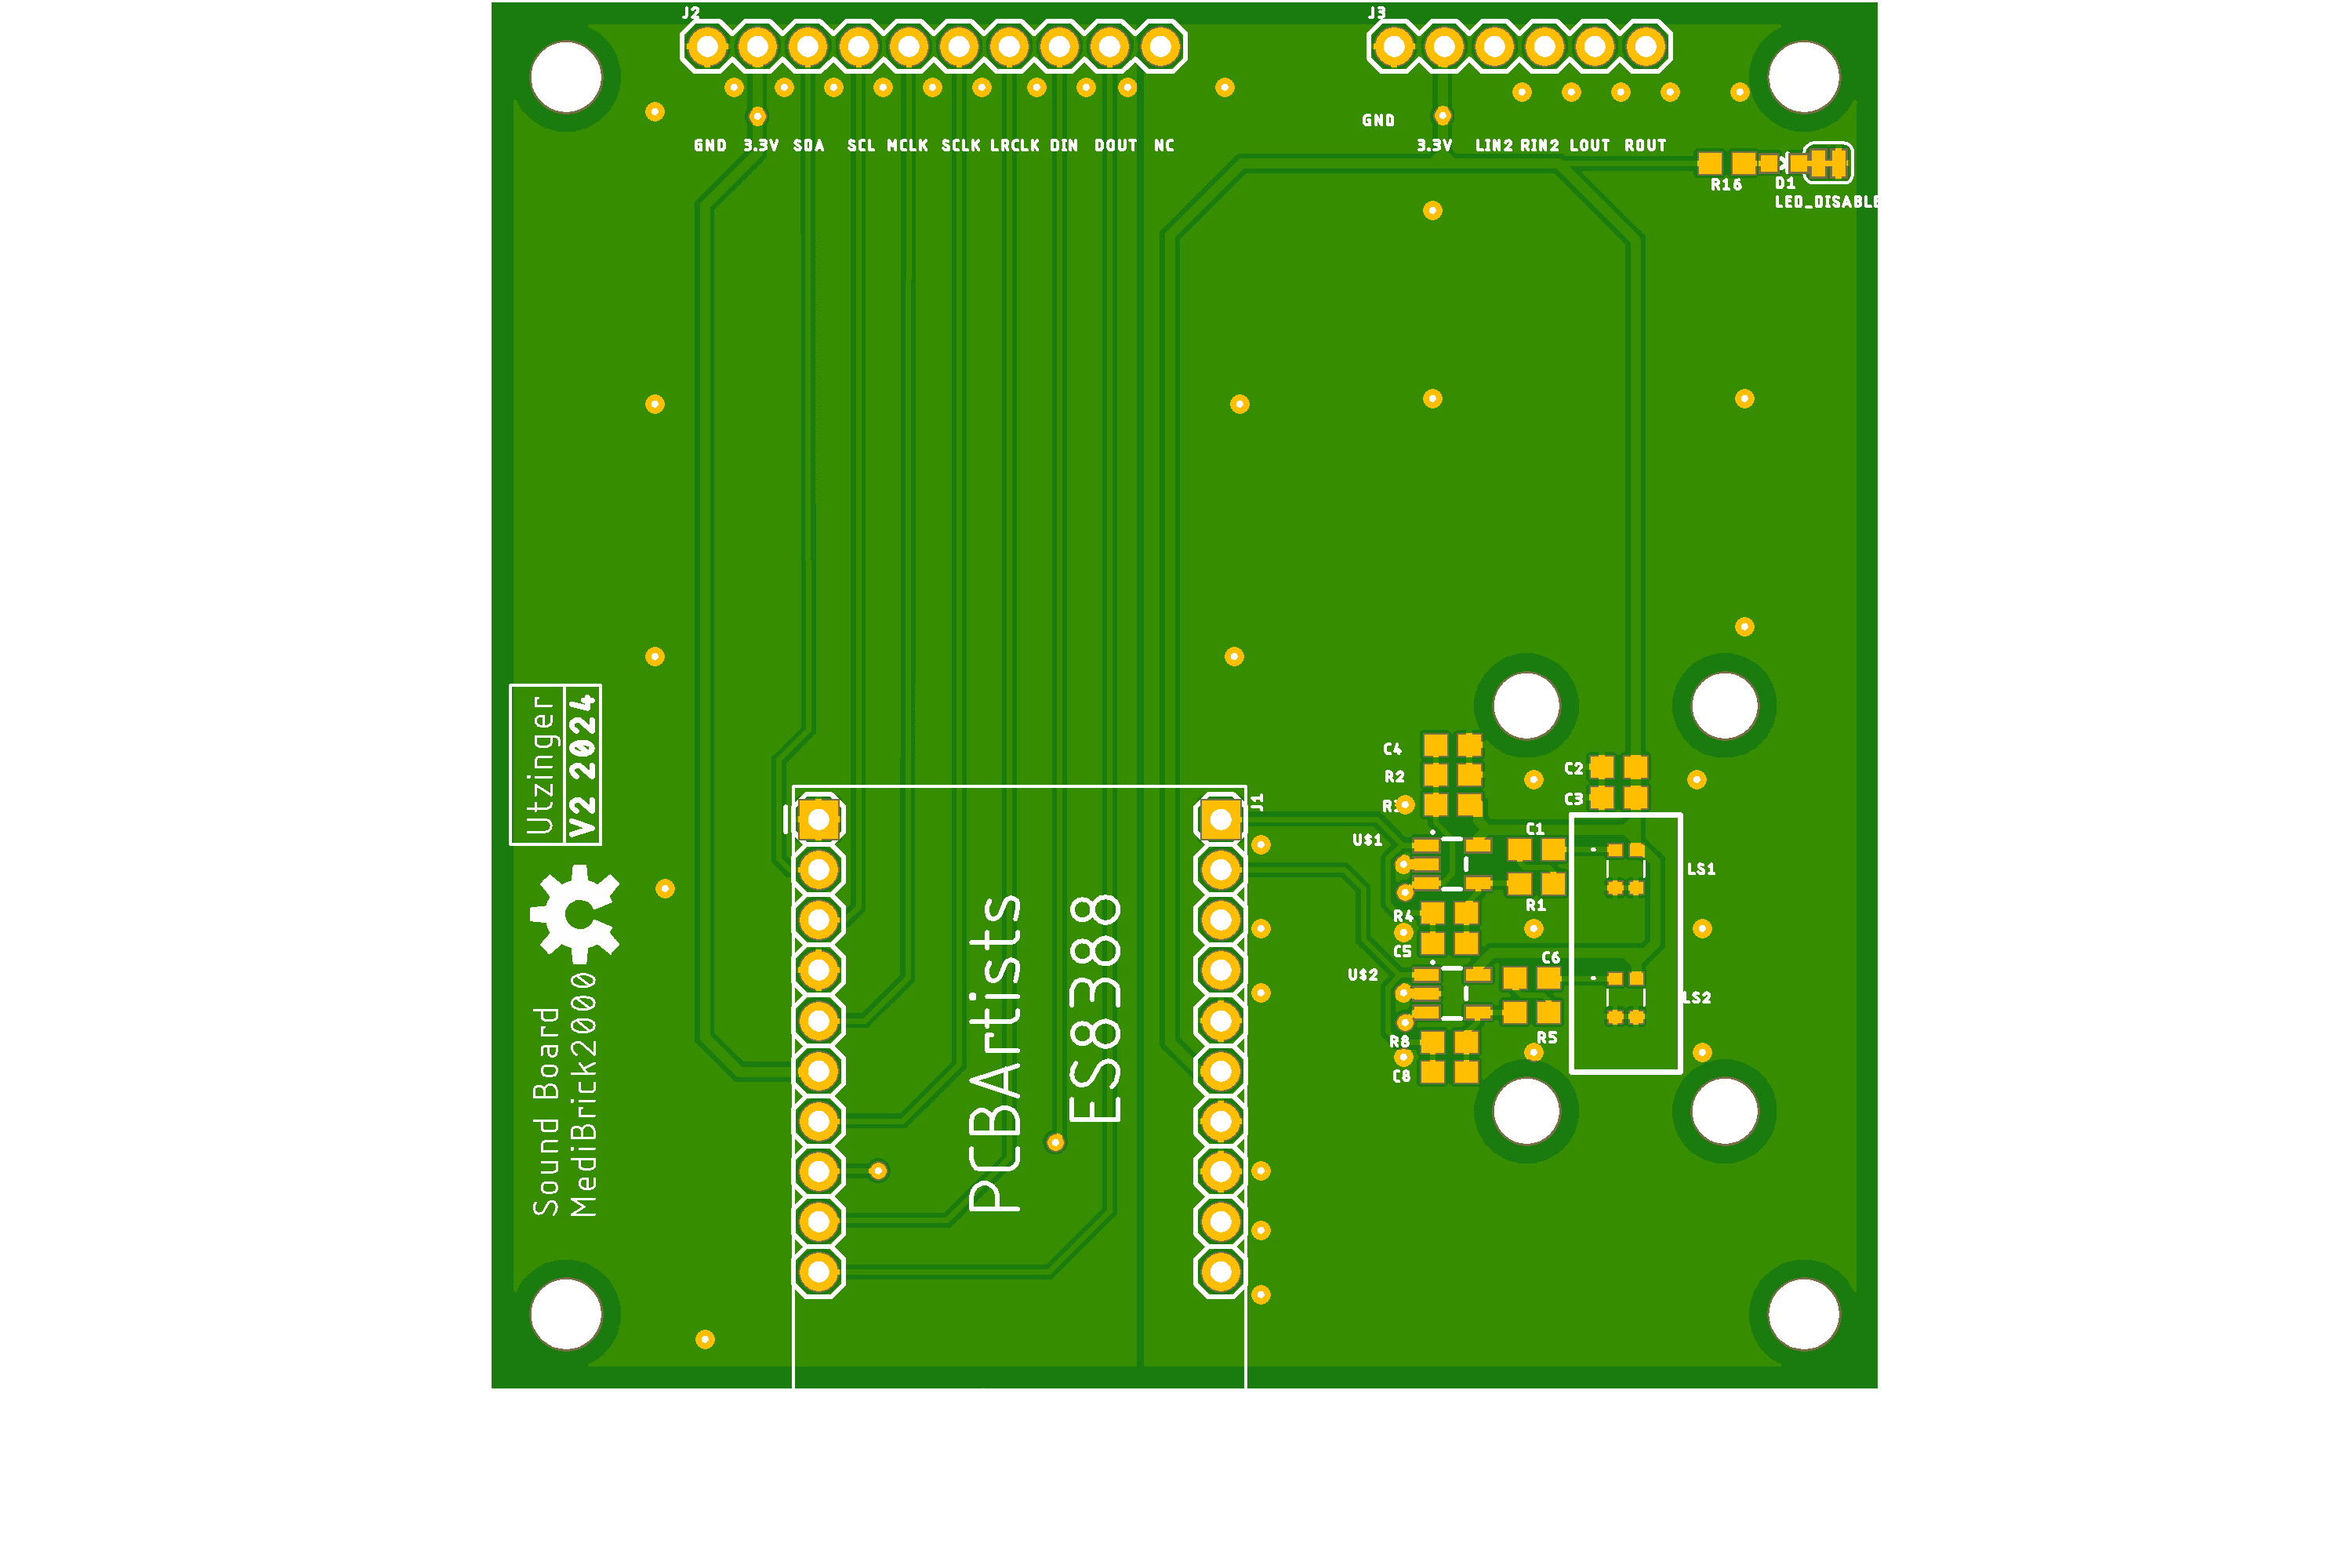 J2
J3
GND 3.3V SDA SCL MCLK SCLK LRCLK DIN DOUT NC
GND
3.3V LIN2 RIN2 LOUT ROUT
R16
D1
LED_DISABLE
Utzinger
V2 2024
Sound Board
MediBrick2000
PCBArtists
ES8388
J1
C4
R2
C2
C3
U$1
C1
LS1
R1
R4
C5
C6
U$2
LS2
R5
R8
C8